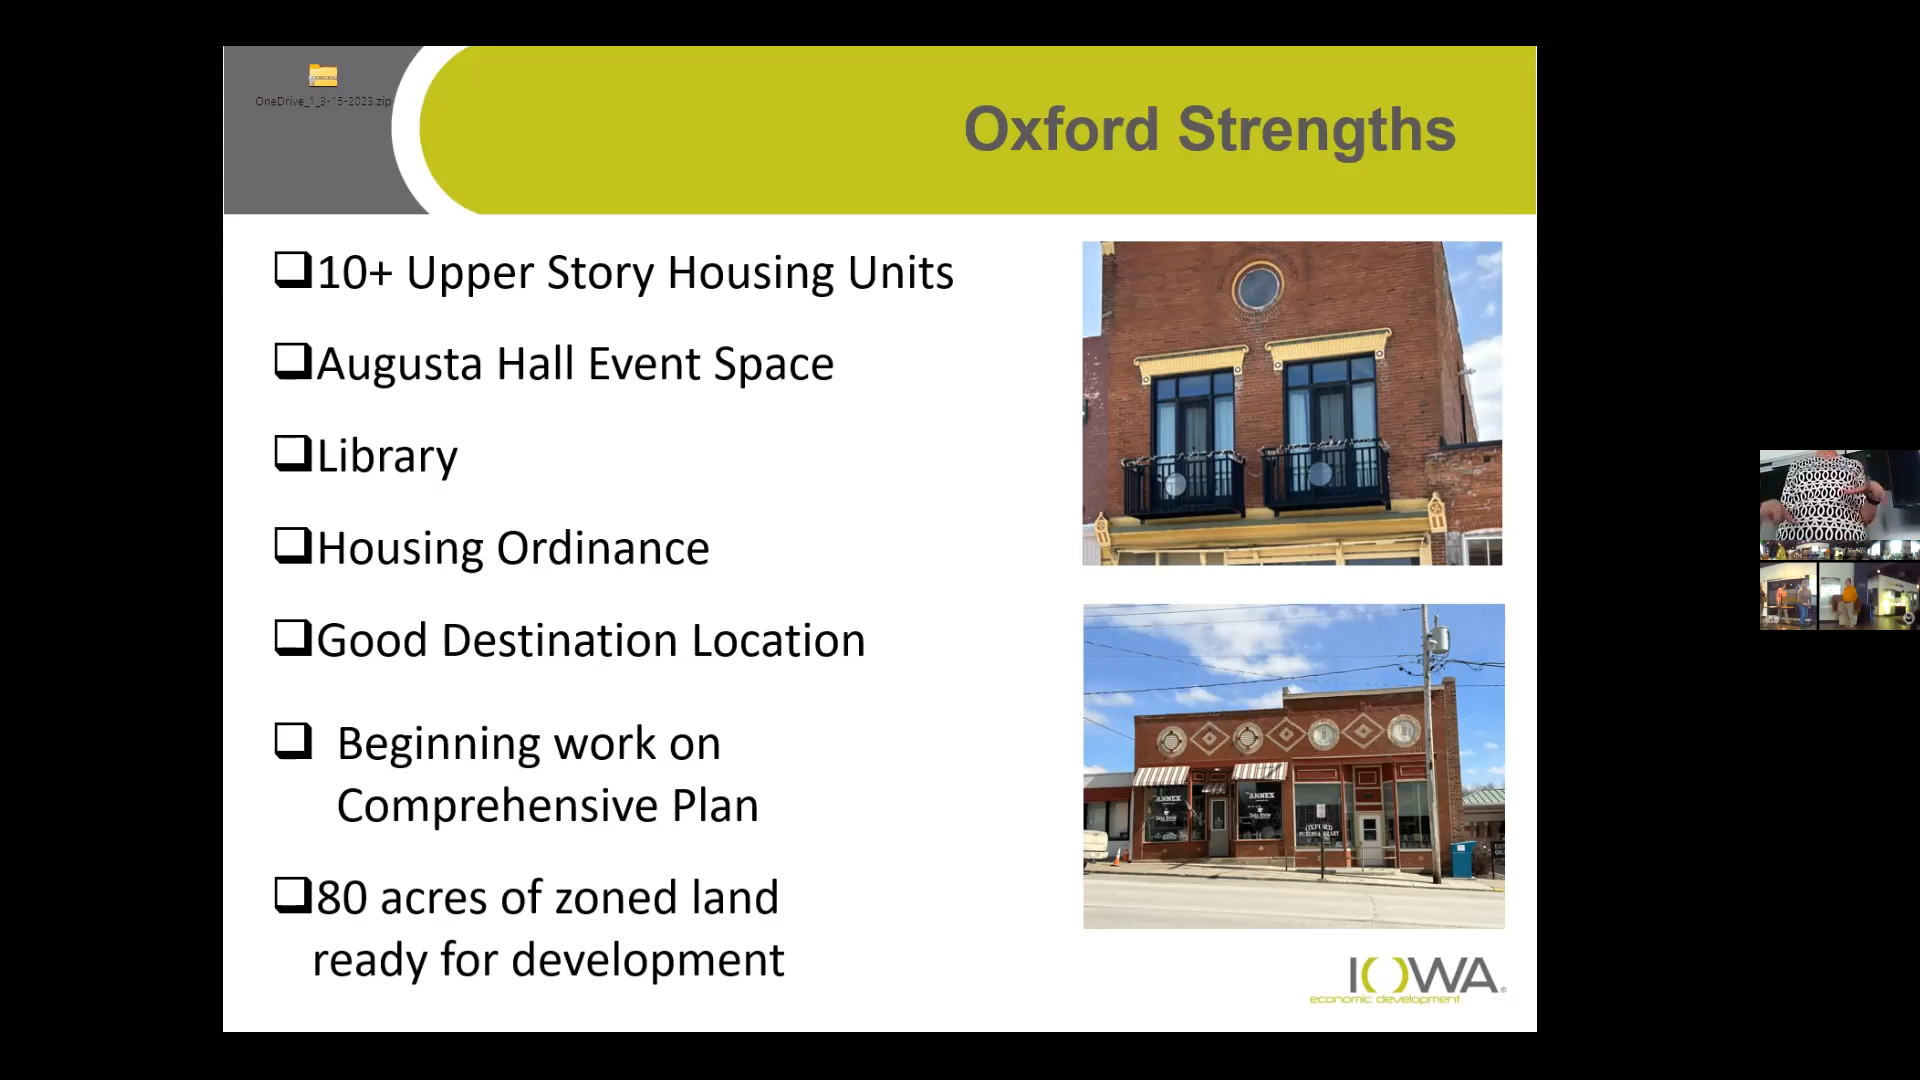 OneDrive_1_3-15-2023.zip
Oxford Strengths
10+ Upper Story Housing Units
Augusta Hall Event Space
Library
Housing Ordinance
Good Destination Location
Beginning work on
Comprehensive Plan
80 acres of zoned land
ready for development
ANNEX
ANNEX
OXFORD
IOWA®
economic development